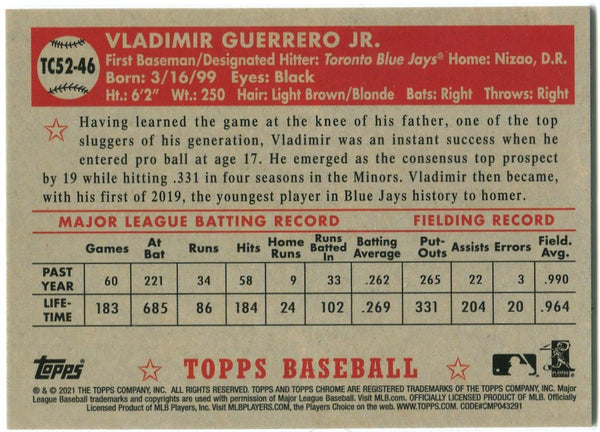 TC52-46
VLADIMIR GUERRERO JR.
First Baseman/Designated Hitter: Toronto Blue Jays® Home: Nizao, D.R.
Born: 3/16/99 Eyes: Black
Ht.: 6'2" Wt.: 250 Hair: Light Brown/Blonde Bats: Right Throws: Right
Having learned the game at the knee of his father, one of the top
sluggers of his generation, Vladimir was an instant success when he
entered pro ball at age 17. He emerged as the consensus top prospect
by 19 while hitting .331 in four seasons in the Minors. Vladimir then became,
with his first of 2019, the youngest player in Blue Jays history to homer.
MAJOR LEAGUE BATTING RECORD FIELDING RECORD
Games At Bat Runs Hits Home Runs Runs Batted In Batting Average Put-Outs Assists Errors Field. Avg.
PAST YEAR 60 221 34 58 9 33 .262 265 22 3 .990
LIFE-TIME 183 685 86 184 24 102 .269 331 204 20 .964
Topps TOPPS BASEBALL
® & © 2021 THE TOPPS COMPANY, INC. ALL RIGHTS RESERVED. TOPPS AND TOPPS CHROME ARE REGISTERED TRADEMARKS OF THE TOPPS COMPANY, INC. Major
League Baseball trademarks and copyrights are used with permission of Major League Baseball. Visit MLB.com. OFFICIALLY LICENSED PRODUCT OF MLB Officially
Licensed Product of MLB Players, Inc. Visit MLBPLAYERS.com, the Players Choice on the web. WWW.TOPPS.COM. CODE#CMP043291